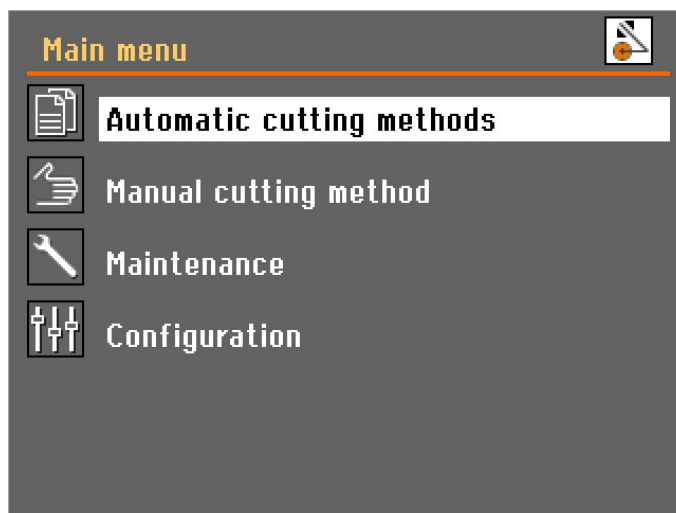 Main menu
Automatic cutting methods
Manual cutting method
Maintenance
Configuration